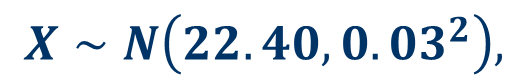 X ~ N(22.40, 0.03²),